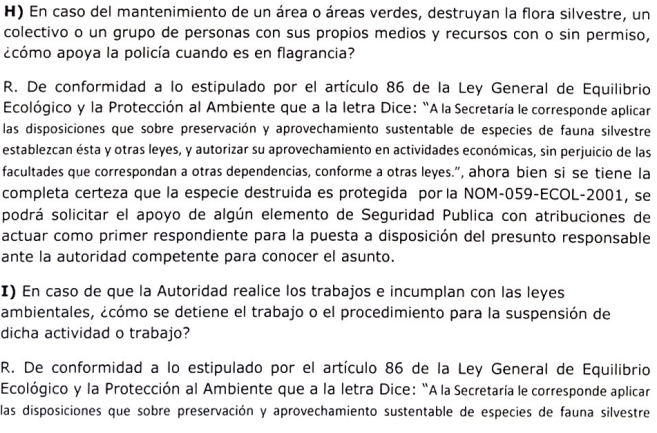 H) En caso del mantenimiento de un área o áreas verdes, destruyan la flora silvestre, un
colectivo o un grupo de personas con sus propios medios y recursos con o sin permiso,
¿cómo apoya la policía cuando es en flagrancia?
R. De conformidad a lo estipulado por el artículo 86 de la Ley General de Equilibrio
Ecológico y la Protección al Ambiente que a la letra Dice: “A la Secretaría le corresponde aplicar
las disposiciones que sobre preservación y aprovechamiento sustentable de especies de fauna silvestre
establezcan ésta y otras leyes, y autorizar su aprovechamiento en actividades económicas, sin perjuicio de las
facultades que correspondan a otras dependencias, conforme a otras leyes.”, ahora bien si se tiene la
completa certeza que la especie destruida es protegida por la NOM-059-ECOL-2001, se
podrá solicitar el apoyo de algún elemento de Seguridad Publica con atribuciones de
actuar como primer respondiente para la puesta a disposición del presunto responsable
ante la autoridad competente para conocer el asunto.
I) En caso de que la Autoridad realice los trabajos e incumplan con las leyes
ambientales, ¿cómo se detiene el trabajo o el procedimiento para la suspensión de
dicha actividad o trabajo?
R. De conformidad a lo estipulado por el artículo 86 de la Ley General de Equilibrio
Ecológico y la Protección al Ambiente que a la letra Dice: “A la Secretaría le corresponde aplicar
las disposiciones que sobre preservación y aprovechamiento sustentable de especies de fauna silvestre